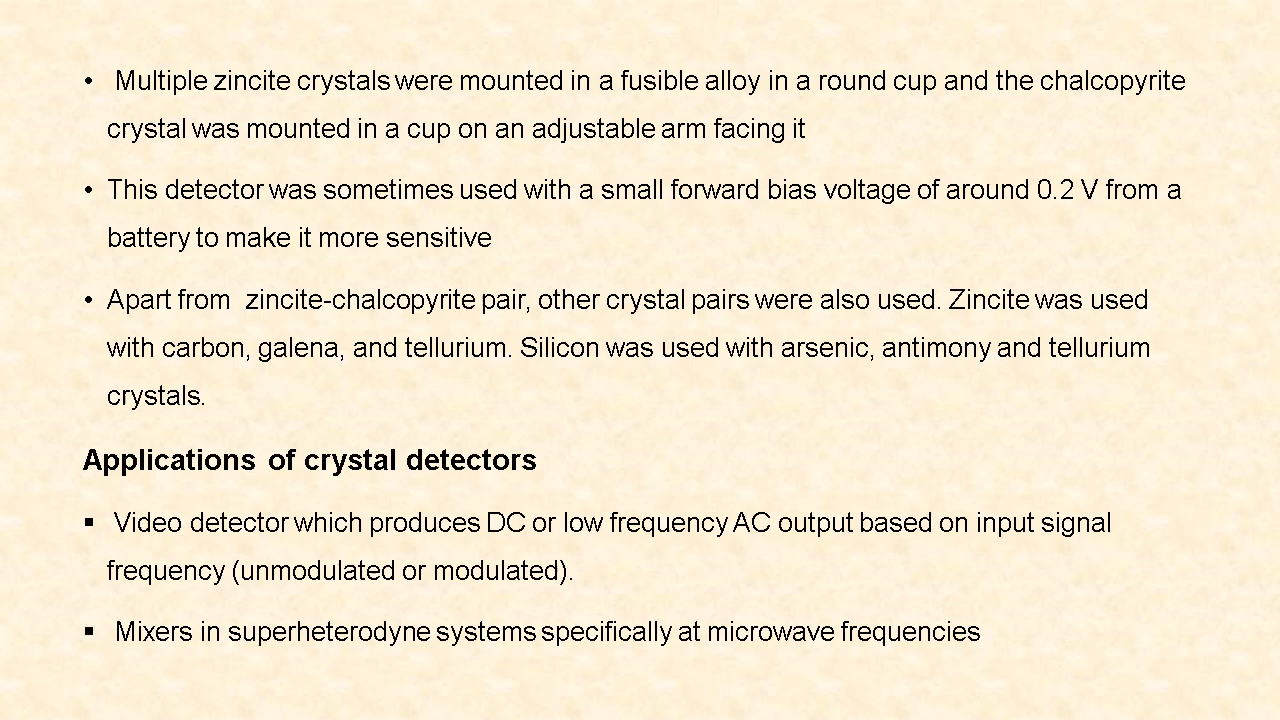 • Multiple zincite crystals were mounted in a fusible alloy in a round cup and the chalcopyrite
crystal was mounted in a cup on an adjustable arm facing it
• This detector was sometimes used with a small forward bias voltage of around 0.2 V from a
battery to make it more sensitive
• Apart from zincite-chalcopyrite pair, other crystal pairs were also used. Zincite was used
with carbon, galena, and tellurium. Silicon was used with arsenic, antimony and tellurium
crystals.
Applications of crystal detectors
▪ Video detector which produces DC or low frequency AC output based on input signal
frequency (unmodulated or modulated).
▪ Mixers in superheterodyne systems specifically at microwave frequencies